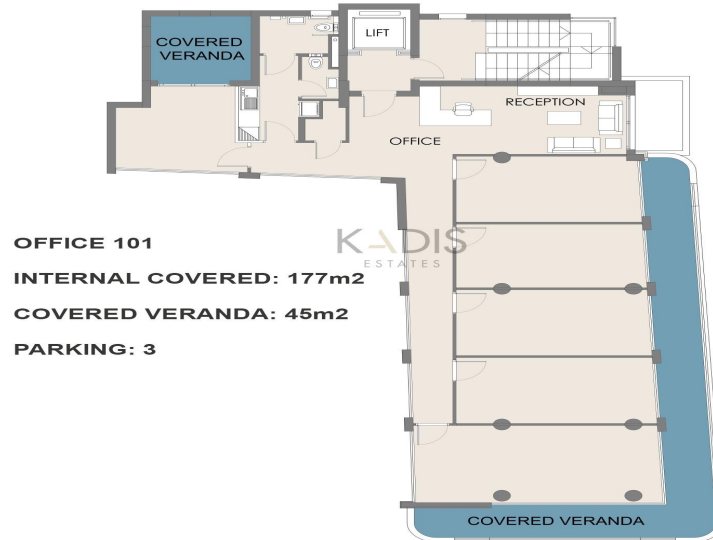 COVERED
VERANDA
LIFT
RECEPTION
OFFICE
KADIS
ESTATES
OFFICE 101
INTERNAL COVERED: 177m2
COVERED VERANDA: 45m2
PARKING: 3
COVERED VERANDA